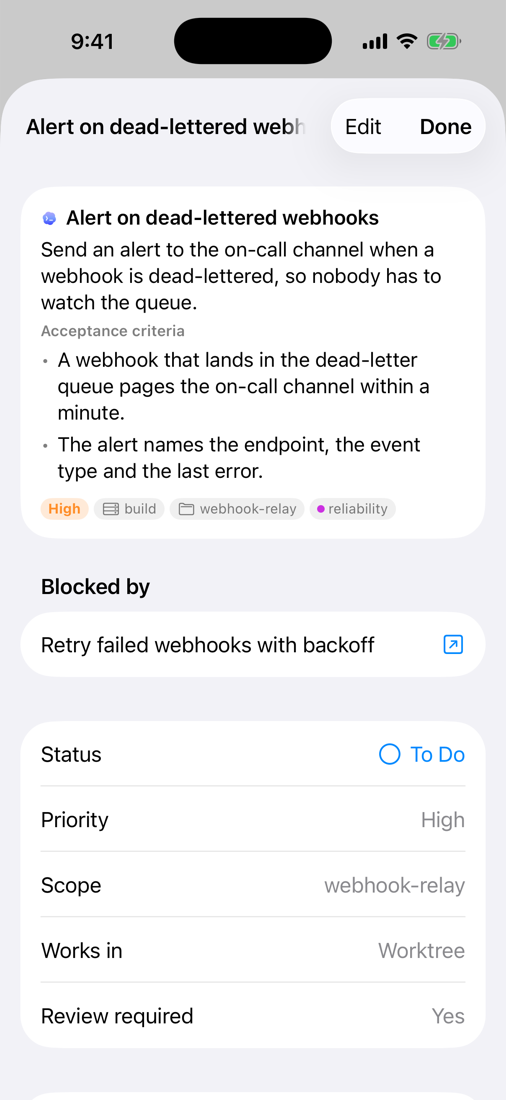 9:41
Alert on dead-lettered webh
Edit
Done
Alert on dead-lettered webhooks
Send an alert to the on-call channel when a
webhook is dead-lettered, so nobody has to
watch the queue.
Acceptance criteria
• A webhook that lands in the dead-letter
queue pages the on-call channel within a
minute.
• The alert names the endpoint, the event
type and the last error.
High build webhook-relay reliability
Blocked by
Retry failed webhooks with backoff
Status To Do
Priority High
Scope webhook-relay
Works in Worktree
Review required Yes